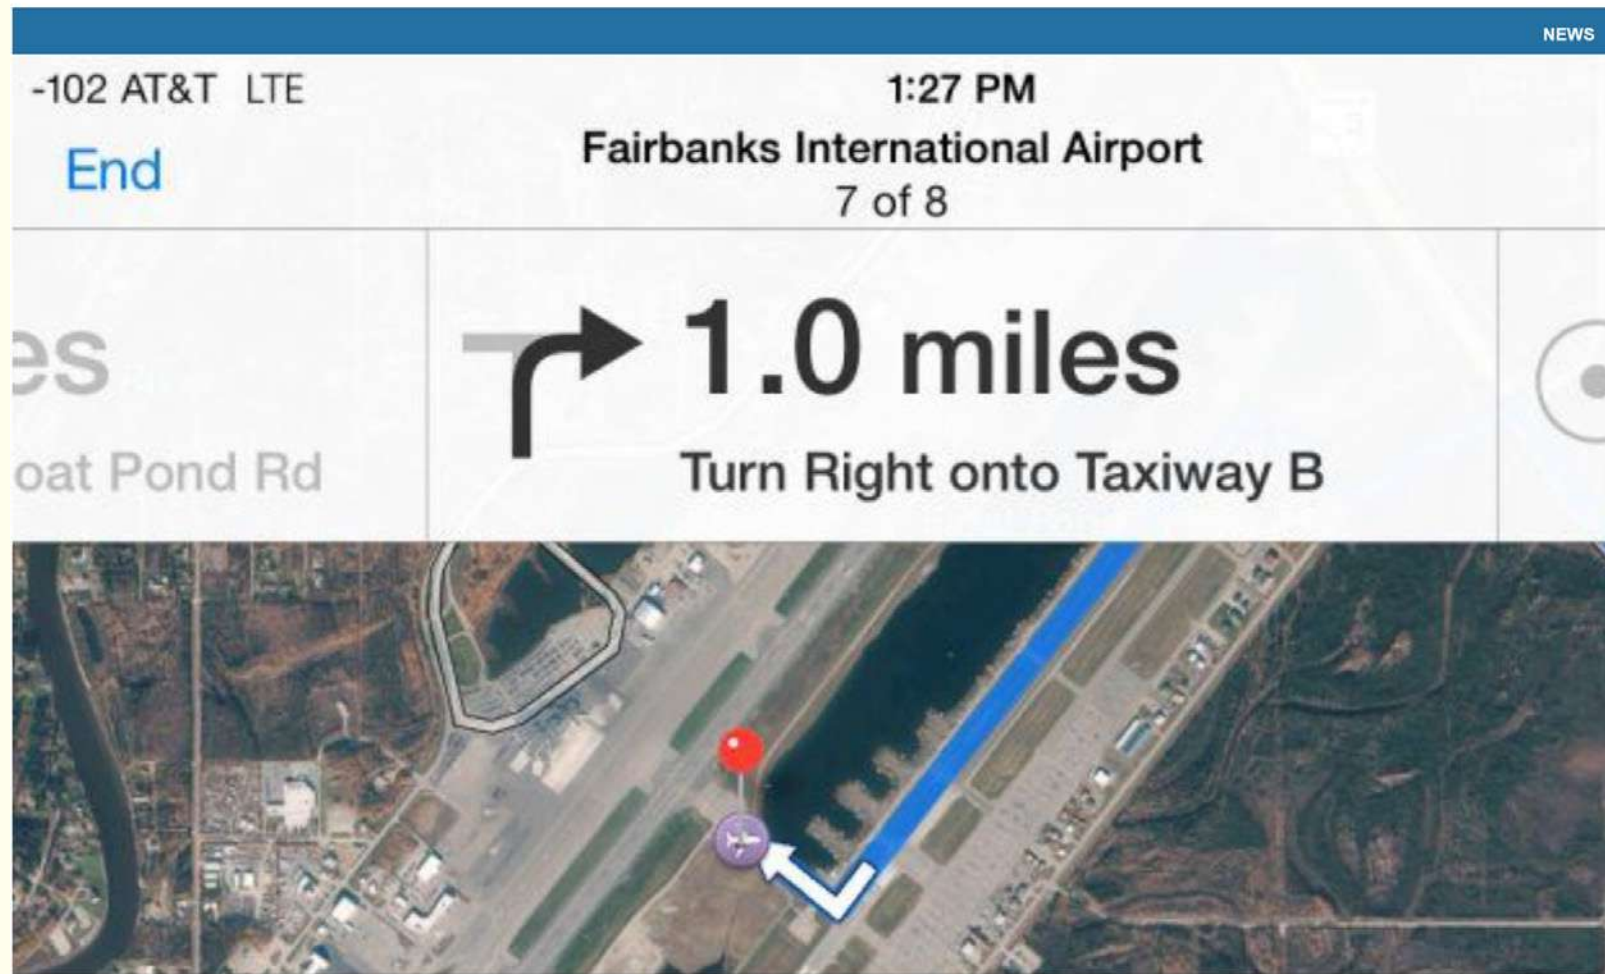 NEWS
-102 AT&T LTE
1:27 PM
End
Fairbanks International Airport
7 of 8
es
1.0 miles
oat Pond Rd
Turn Right onto Taxiway B